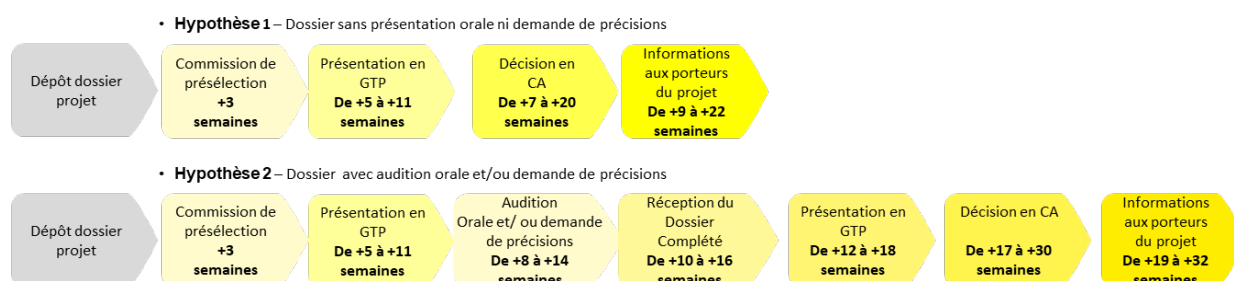 • Hypothèse 1 – Dossier sans présentation orale ni demande de précisions
Dépôt dossier
projet
Commission de
présélection
+3
semaines
Présentation en
GTP
De +5 à +11
semaines
Décision en
CA
De +7 à +20
semaines
Informations
aux porteurs
du projet
De +9 à +22
semaines
• Hypothèse 2 – Dossier avec audition orale et/ou demande de précisions
Dépôt dossier
projet
Commission de
présélection
+3
semaines
Présentation en
GTP
De +5 à +11
semaines
Audition
Orale et/ ou demande
de précisions
De +8 à +14
semaines
Réception du
Dossier
Complété
De +10 à +16
semaines
Présentation en
GTP
De +12 à +18
semaines
Décision en CA
De +17 à +30
semaines
Informations
aux porteurs
du projet
De +19 à +32
semaines